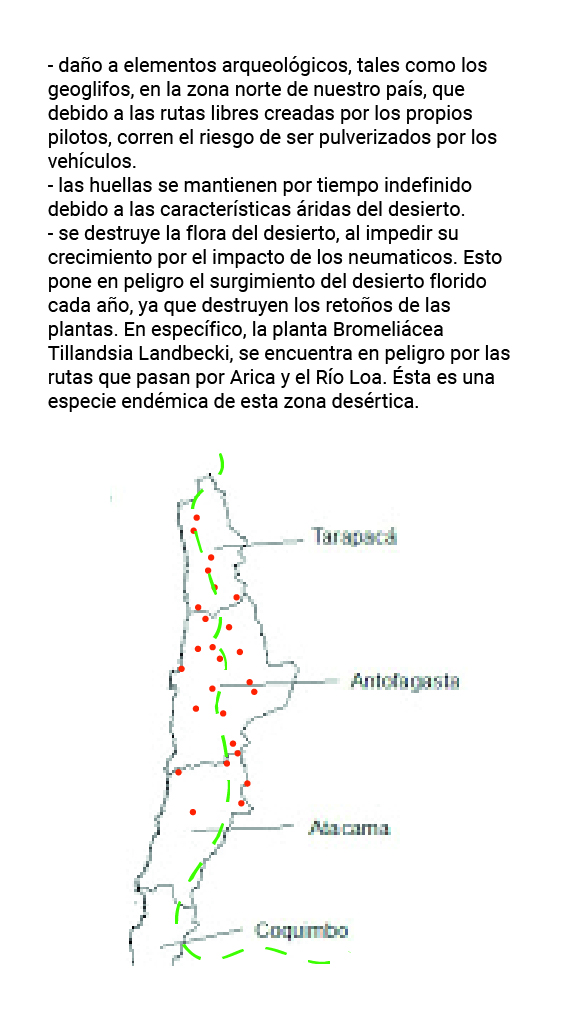 - daño a elementos arqueológicos, tales como los
geoglifos, en la zona norte de nuestro país, que
debido a las rutas libres creadas por los propios
pilotos, corren el riesgo de ser pulverizados por los
vehículos.
- las huellas se mantienen por tiempo indefinido
debido a las características áridas del desierto.
- se destruye la flora del desierto, al impedir su
crecimiento por el impacto de los neumaticos. Esto
pone en peligro el surgimiento del desierto florido
cada año, ya que destruyen los retoños de las
plantas. En específico, la planta Bromeliácea
Tillandsia Landbecki, se encuentra en peligro por las
rutas que pasan por Arica y el Río Loa. Ésta es una
especie endémica de esta zona desértica.
Tarapacá
Antofagasta
Atacama
Coquimbo